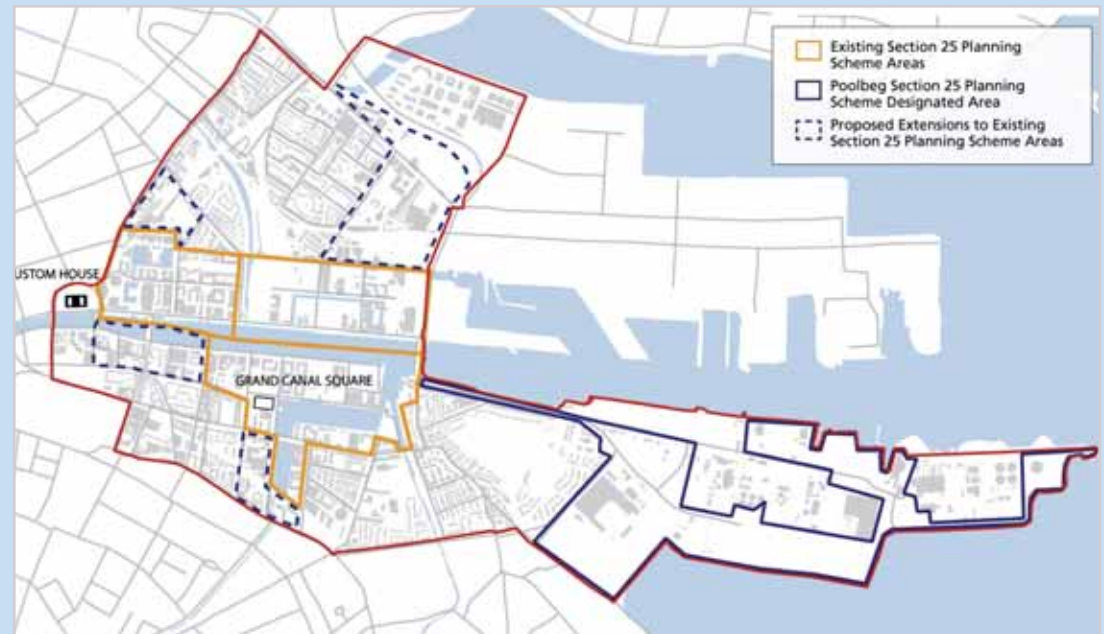 Existing Section 25 Planning
Scheme Areas
Poolbeg Section 25 Planning
Scheme Designated Area
Proposed Extensions to Existing
Section 25 Planning Scheme Areas
USTOM HOUSE
GRAND CANAL SQUARE